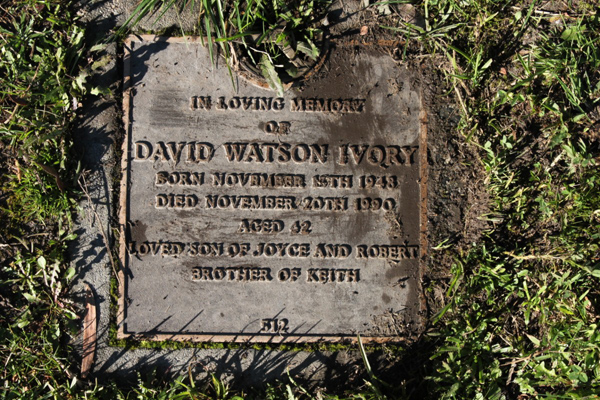 IN LOVING MEMORY
OF
DAVID WATSON IVORY
BORN NOVEMBER 15TH 1948
DIED NOVEMBER 20TH 1990
AGED 42
LOVED SON OF JOYCE AND ROBERT
BROTHER OF KEITH
512